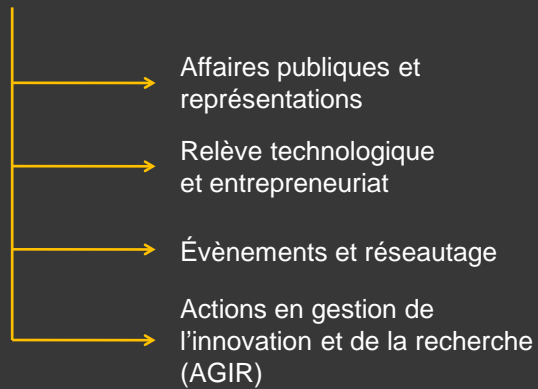 Affaires publiques et
représentations
Relève technologique
et entrepreneuriat
Évènements et réseautage
Actions en gestion de
l’innovation et de la recherche
(AGIR)